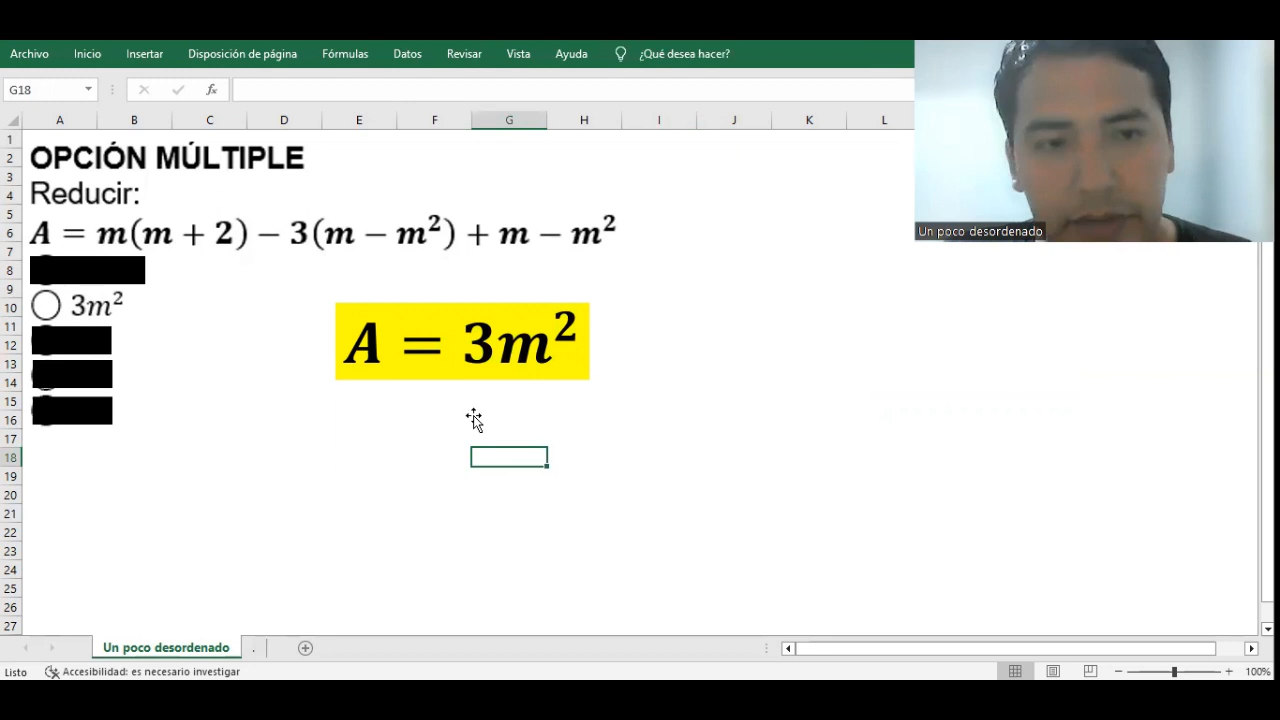 Archivo Inicio Insertar Disposición de página Fórmulas Datos Revisar Vista Ayuda ¿Qué desea hacer?
G18 fx
A B C D E F G H I J K L
1
2
3
4
5
6
7
8
9
10
11
12
13
14
15
16
17
18
19
20
21
22
23
24
25
26
27
OPCIÓN MÚLTIPLE
Reducir:
A = m(m + 2) − 3(m − m²) + m − m²
3m²
A = 3m²
Un poco desordenado
Un poco desordenado .
Listo Accesibilidad: es necesario investigar 100%